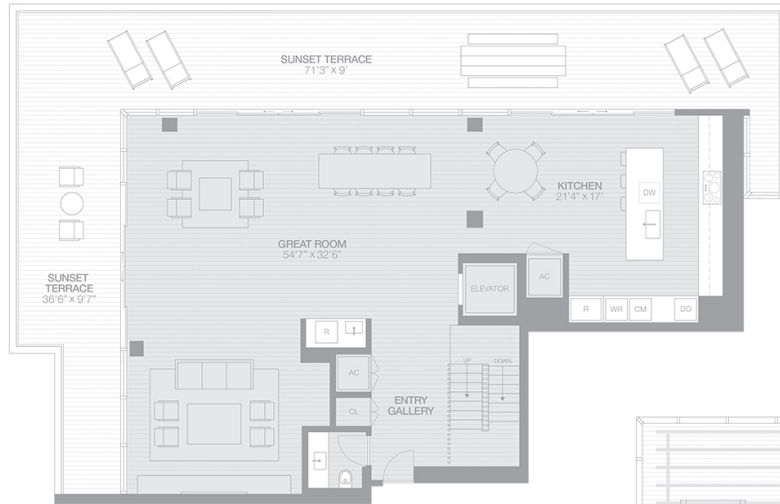 SUNSET TERRACE
71'3" X 9'
DW
KITCHEN
21'4" X 17'
GREAT ROOM
54'7" X 32'6"
SUNSET
TERRACE
36'6" X 9'7"
ELEVATOR
AC
R
WR
CM
DO
R
AC
UP
DOWN
CL
ENTRY
GALLERY